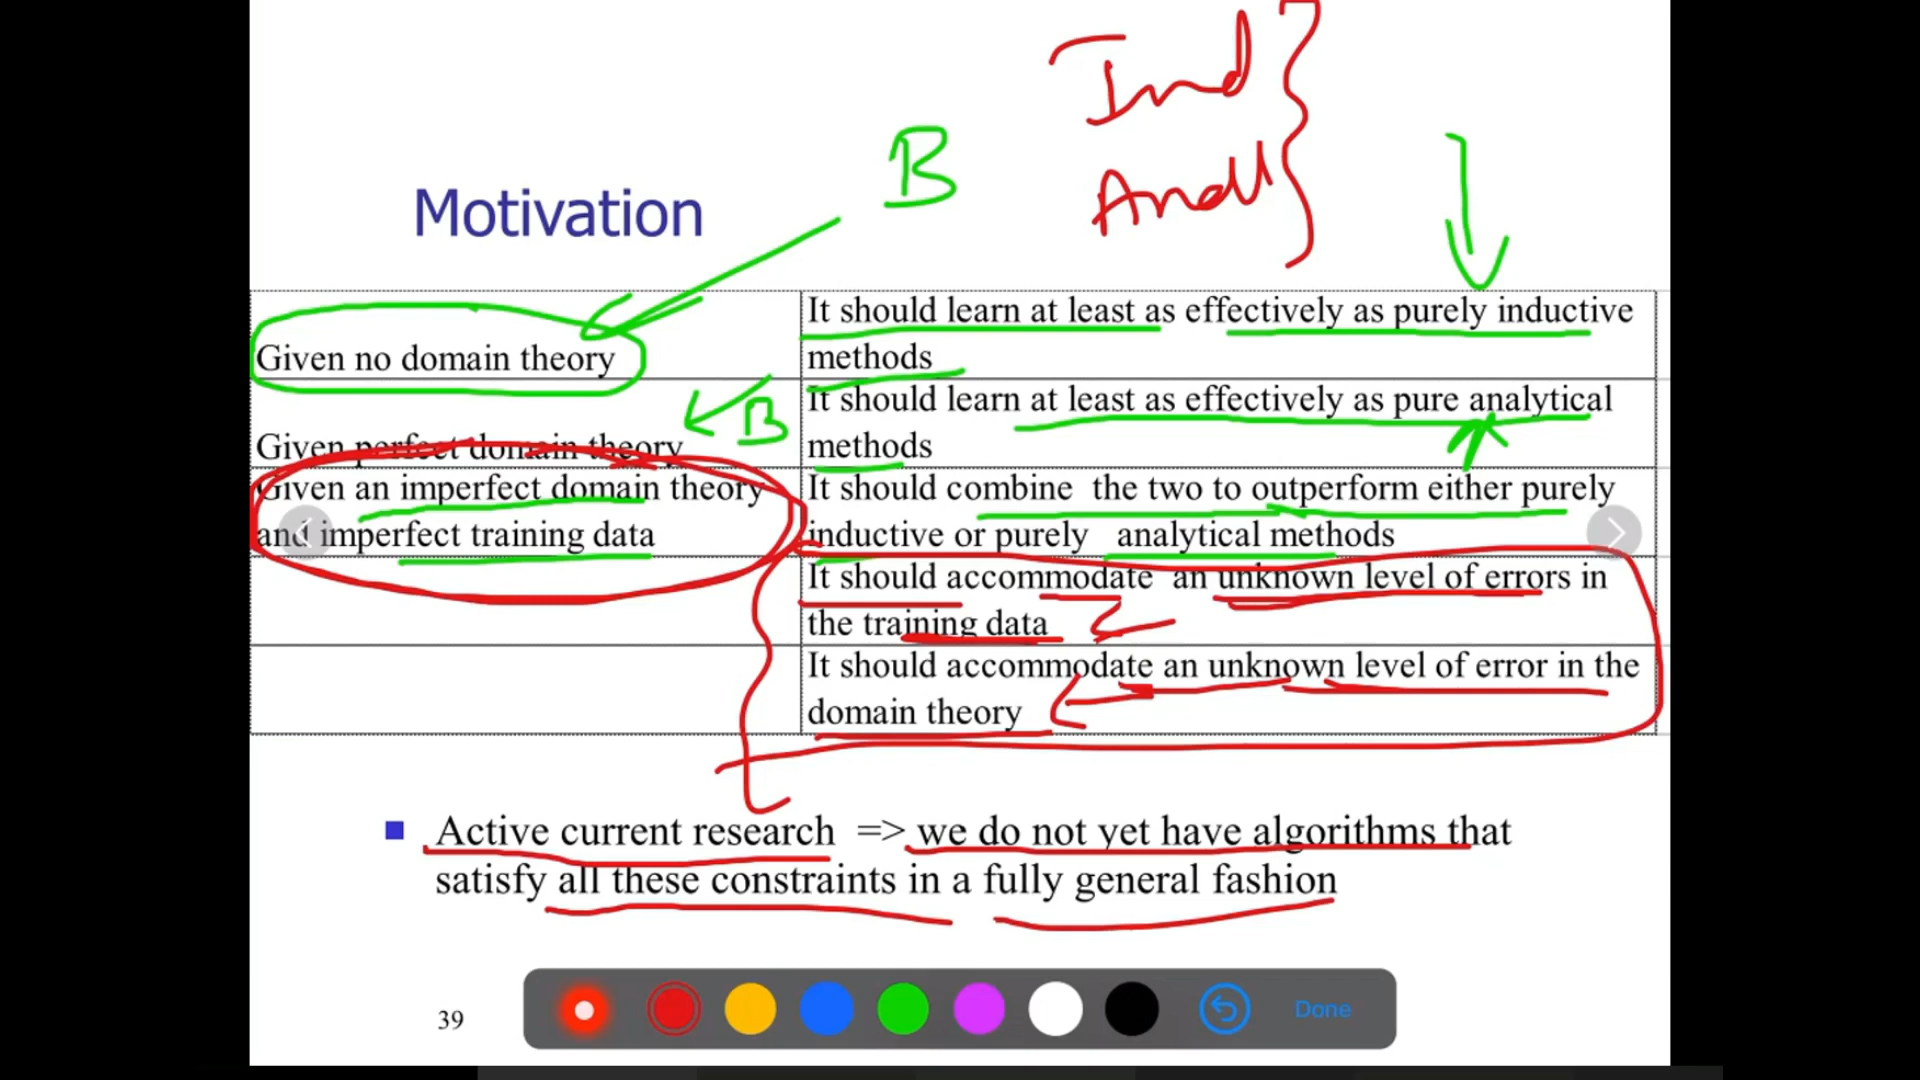 Ind
B
Motivation
It should learn at least as effectively as purely inductive
Given no domain theory
methods
It should learn at least as effectively as pure analytical
B
Given perfect domain theory
methods
Given an imperfect domain theory
and imperfect training data
It should combine the two to outperform either purely
inductive or purely analytical methods
It should accommodate an unknown level of errors in
the training data
It should accommodate an unknown level of error in the
domain theory
Active current research => we do not yet have algorithms that
satisfy all these constraints in a fully general fashion
39
Done